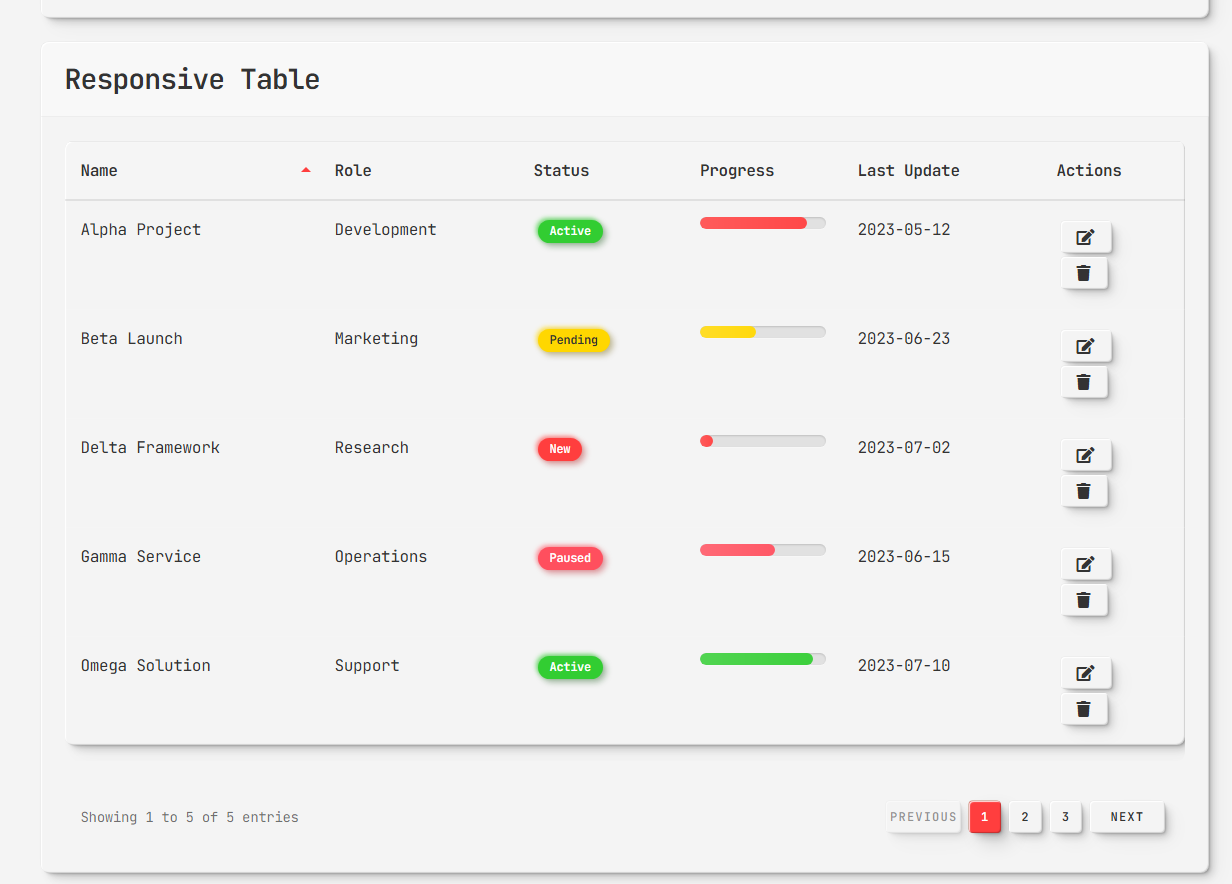 Responsive Table
Name Role Status Progress Last Update Actions
Alpha Project Development Active 2023-05-12
Beta Launch Marketing Pending 2023-06-23
Delta Framework Research New 2023-07-02
Gamma Service Operations Paused 2023-06-15
Omega Solution Support Active 2023-07-10
Showing 1 to 5 of 5 entries PREVIOUS 1 2 3 NEXT